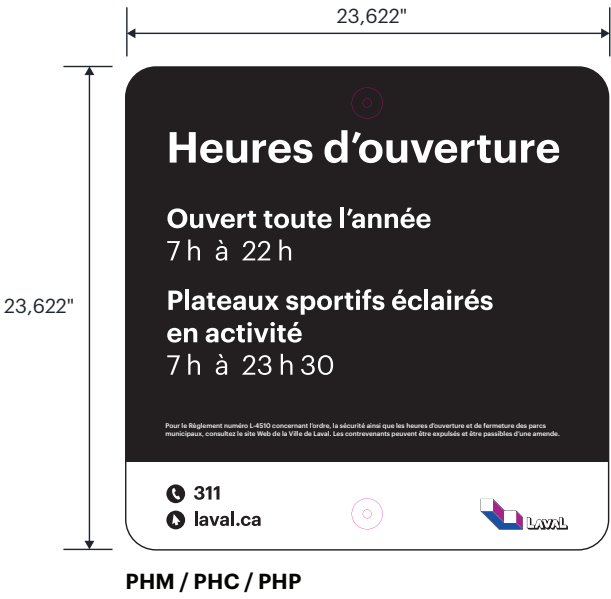 23,622"
Heures d'ouverture
Ouvert toute l'année
7 h à 22 h
23,622"
Plateaux sportifs éclairés
en activité
7 h à 23 h 30
Pour le Règlement numéro L-4510 concernant l'ordre, la sécurité ainsi que les heures d'ouverture et de fermeture des parcs
municipaux, consultez le site Web de la Ville de Laval. Les contrevenants peuvent être expulsés et être passibles d'une amende.
311
laval.ca
LAVAL
PHM / PHC / PHP